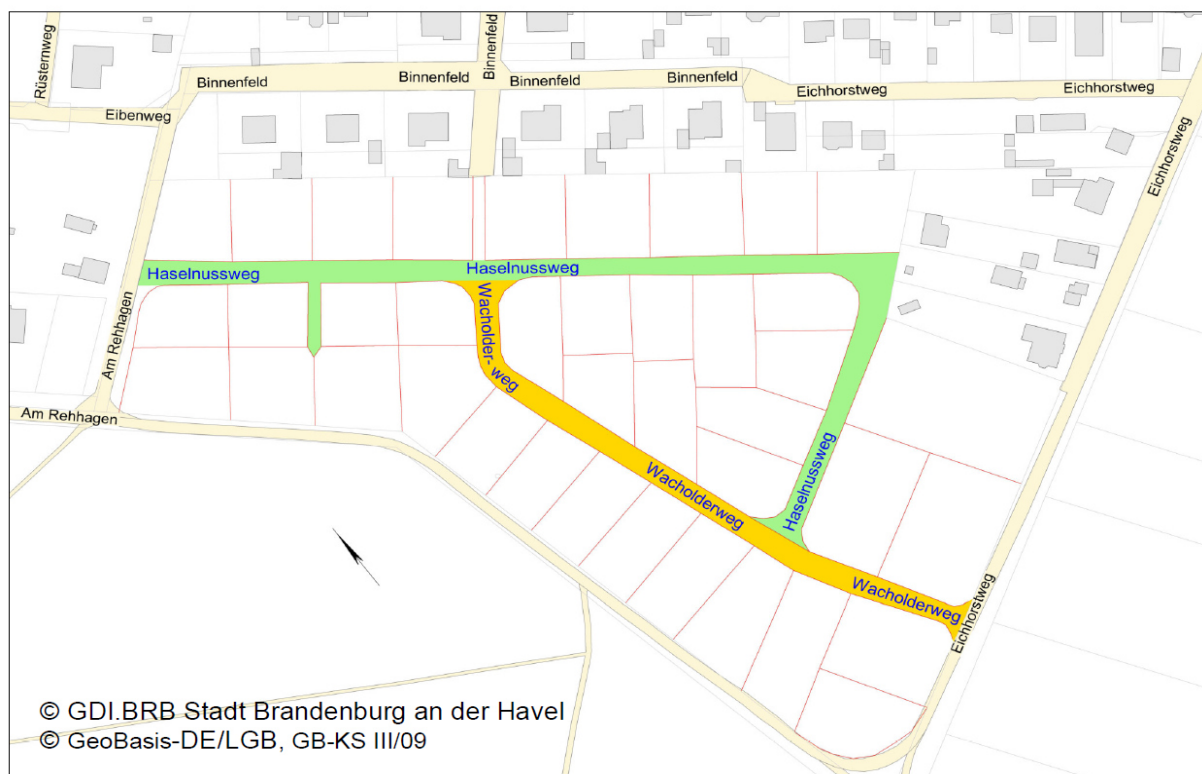 Rüsternweg
Binnenfeld
Binnenfeld
Binnenfeld
Binnenfeld
Binnenfeld
Eichhorstweg
Eichhorstweg
Eibenweg
Eichhorstweg
Am Rehhagen
Haselnussweg
Haselnussweg
Wacholder-
weg
Am Rehhagen
Haselnussweg
Wacholderweg
Wacholderweg
Eichhorstweg
© GDI.BRB Stadt Brandenburg an der Havel
© GeoBasis-DE/LGB, GB-KS III/09